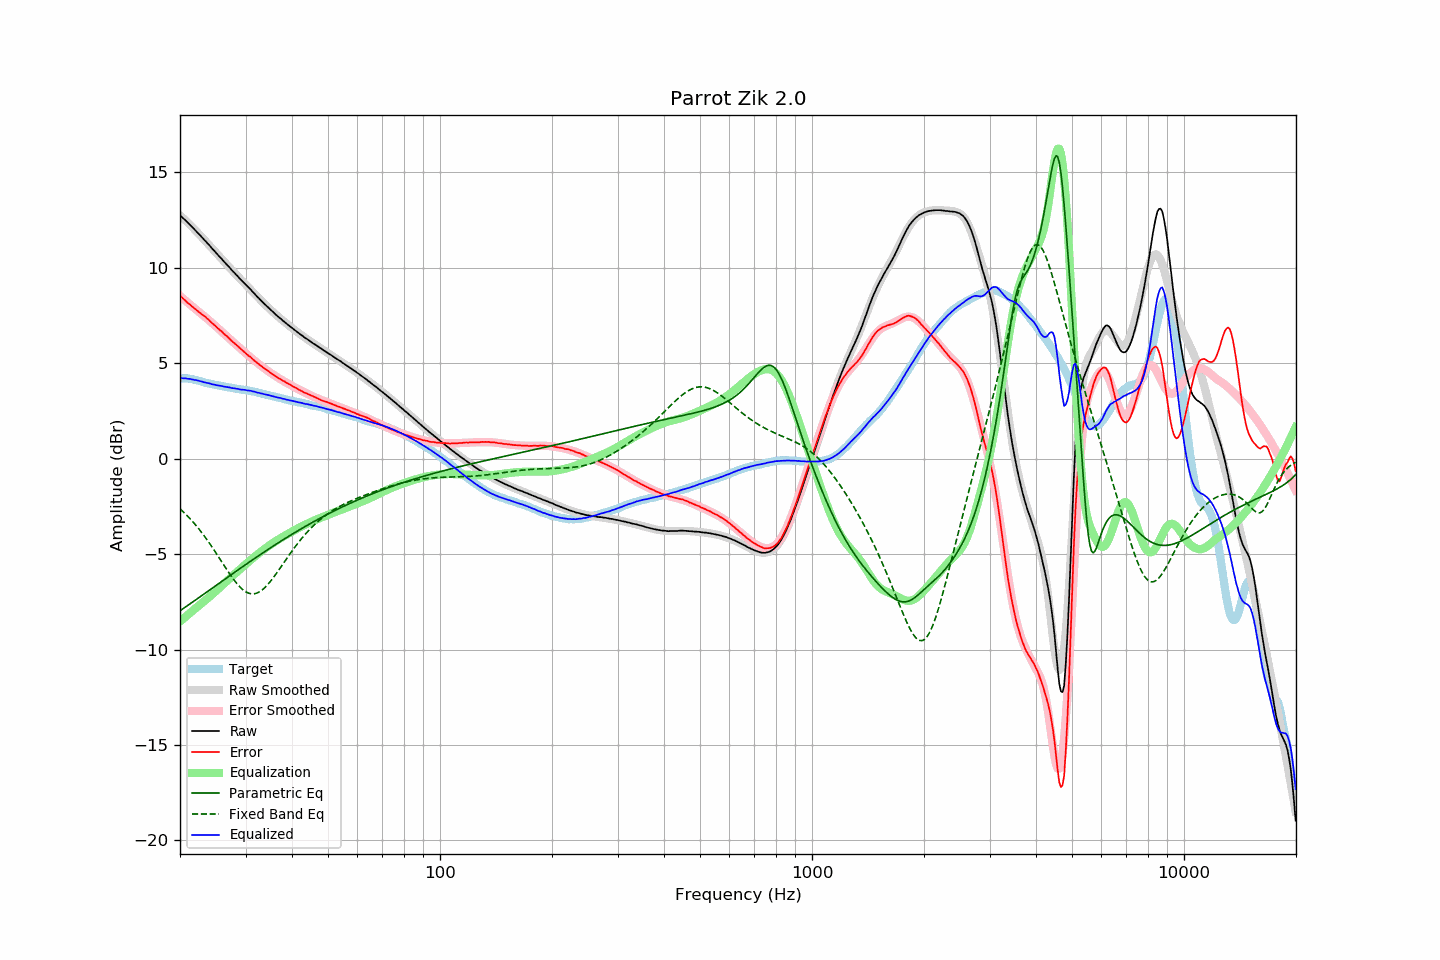 Parrot Zik 2.0
Amplitude (dBr)
15
10
5
0
−5
−10
−15
−20
Target
Raw Smoothed
Error Smoothed
Raw
Error
Equalization
Parametric Eq
Fixed Band Eq
Equalized
100
1000
10000
Frequency (Hz)